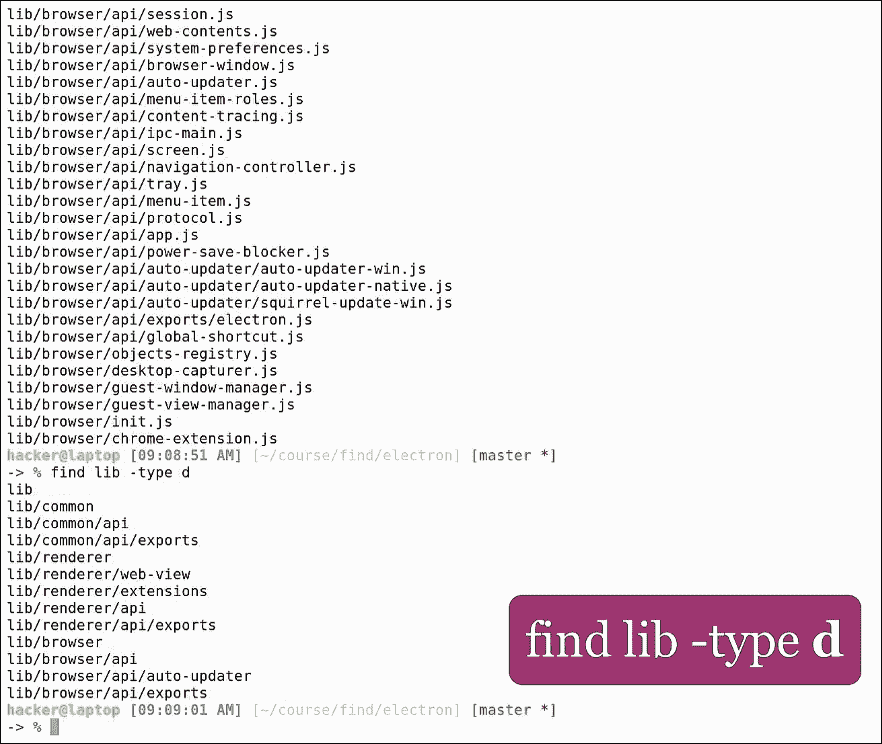 lib/browser/api/session.js
lib/browser/api/web-contents.js
lib/browser/api/system-preferences.js
lib/browser/api/browser-window.js
lib/browser/api/auto-updater.js
lib/browser/api/menu-item-roles.js
lib/browser/api/content-tracing.js
lib/browser/api/ipc-main.js
lib/browser/api/screen.js
lib/browser/api/navigation-controller.js
lib/browser/api/tray.js
lib/browser/api/menu-item.js
lib/browser/api/protocol.js
lib/browser/api/app.js
lib/browser/api/power-save-blocker.js
lib/browser/api/auto-updater/auto-updater-win.js
lib/browser/api/auto-updater/auto-updater-native.js
lib/browser/api/auto-updater/squirrel-update-win.js
lib/browser/api/exports/electron.js
lib/browser/api/global-shortcut.js
lib/browser/objects-registry.js
lib/browser/desktop-capturer.js
lib/browser/guest-window-manager.js
lib/browser/guest-view-manager.js
lib/browser/init.js
lib/browser/chrome-extension.js
hacker@laptop [09:08:51 AM] [~/course/find/electron] [master *]
-> % find lib -type d
lib
lib/common
lib/common/api
lib/common/api/exports
lib/renderer
lib/renderer/web-view
lib/renderer/extensions
lib/renderer/api
lib/renderer/api/exports
lib/browser
lib/browser/api
lib/browser/api/auto-updater
lib/browser/api/exports
hacker@laptop [09:09:01 AM] [~/course/find/electron] [master *]
-> %
find lib -type d